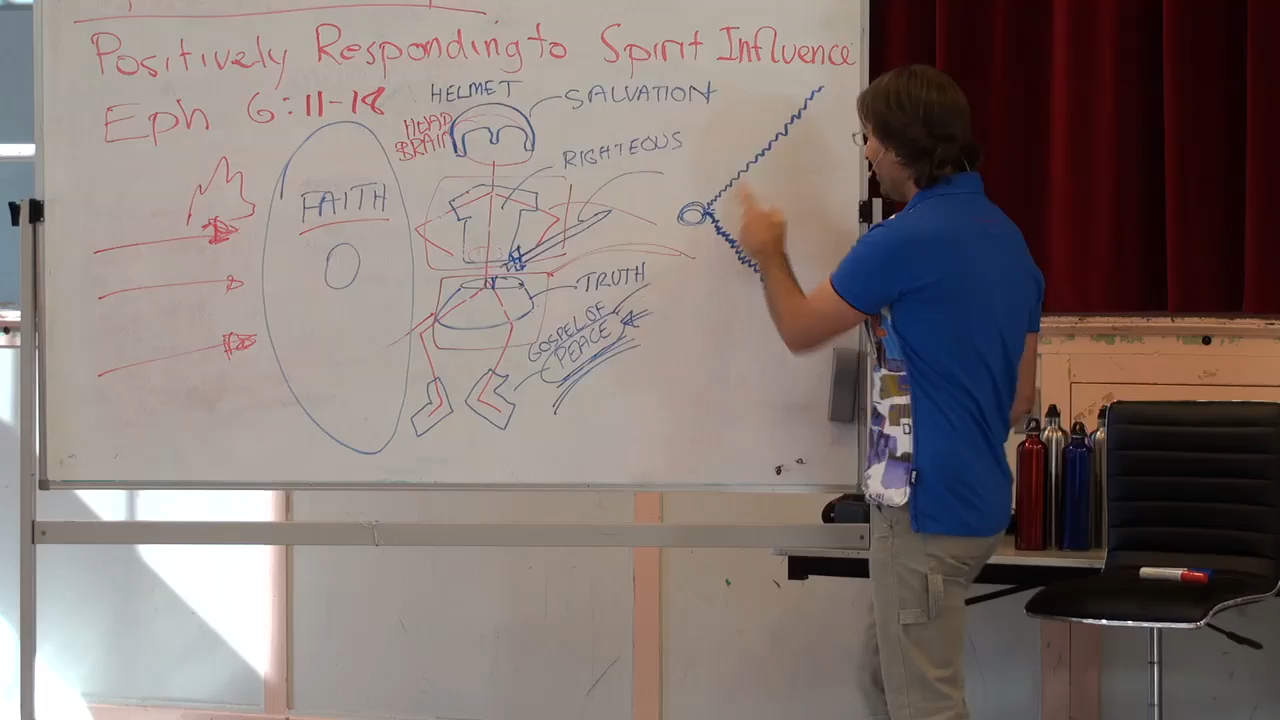 Positively Responding to Spirit Influence
Eph 6:11-18
HELMET
SALVATION
HEAD
BRAIN
RIGHTEOUS
FAITH
TRUTH
GOSPEL OF
PEACE